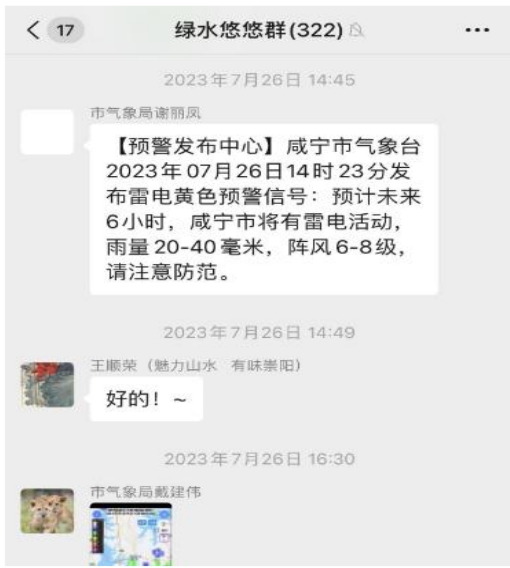 17 绿水悠悠群(322)
2023年7月26日 14:45
市气象局谢丽凤
【预警发布中心】咸宁市气象台
2023年07月26日14时23分发
布雷电黄色预警信号：预计未来
6小时，咸宁市将有雷电活动，
雨量20-40毫米，阵风6-8级，
请注意防范。
2023年7月26日 14:49
王顺荣（魅力山水 有味崇阳）
好的！~
2023年7月26日 16:30
市气象局戴建伟